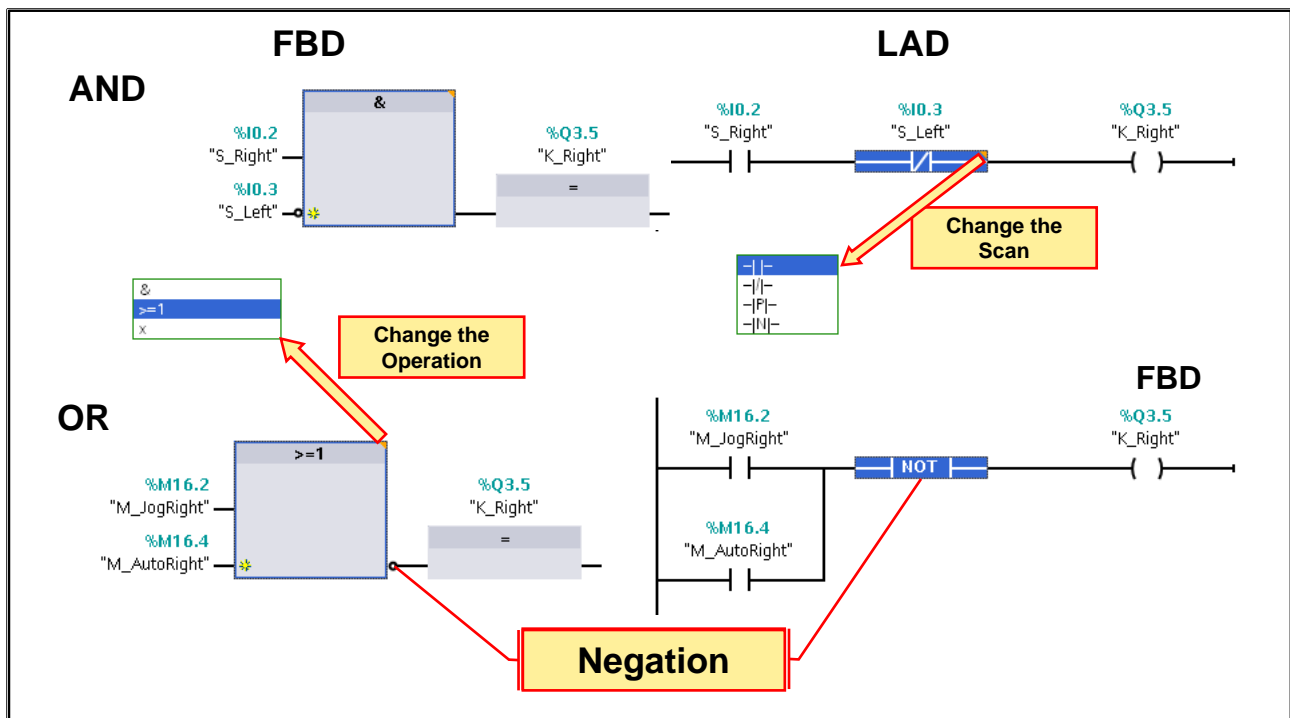 FBD
LAD
AND
&
%I0.2
"S_Right"
%I0.3
"S_Left"
%Q3.5
"K_Right"
=
%I0.2
"S_Right"
%I0.3
"S_Left"
%Q3.5
"K_Right"
Change the
Scan
&
>=1
x
Change the
Operation
–| |–
–|/|–
–|P|–
–|N|–
FBD
OR
>=1
%M16.2
"M_JogRight"
%M16.4
"M_AutoRight"
%Q3.5
"K_Right"
=
%M16.2
"M_JogRight"
%M16.4
"M_AutoRight"
NOT
%Q3.5
"K_Right"
Negation